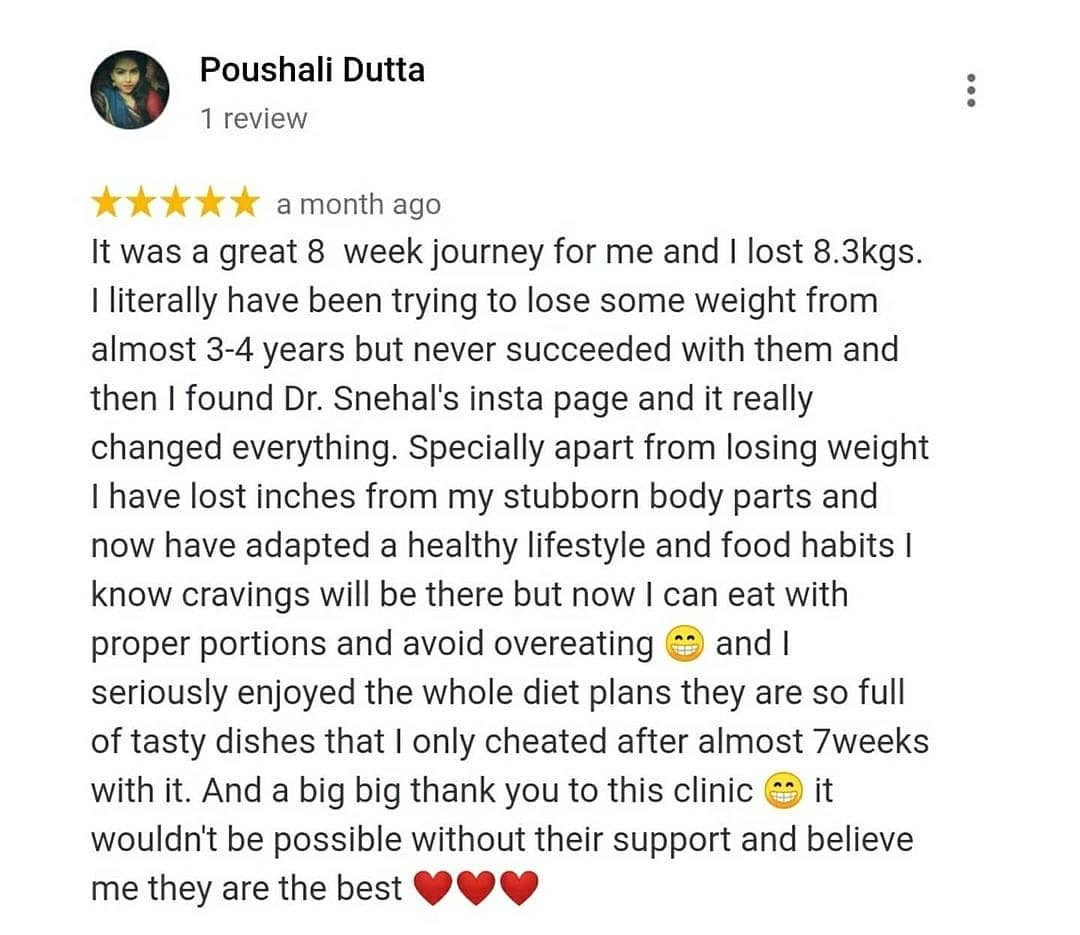 Poushali Dutta
1 review
★★★★★ a month ago
It was a great 8  week journey for me and I lost 8.3kgs.
I literally have been trying to lose some weight from
almost 3-4 years but never succeeded with them and
then I found Dr. Snehal's insta page and it really
changed everything. Specially apart from losing weight
I have lost inches from my stubborn body parts and
now have adapted a healthy lifestyle and food habits I
know cravings will be there but now I can eat with
proper portions and avoid overeating 😁 and I
seriously enjoyed the whole diet plans they are so full
of tasty dishes that I only cheated after almost 7weeks
with it. And a big big thank you to this clinic 😁 it
wouldn't be possible without their support and believe
me they are the best ❤️❤️❤️